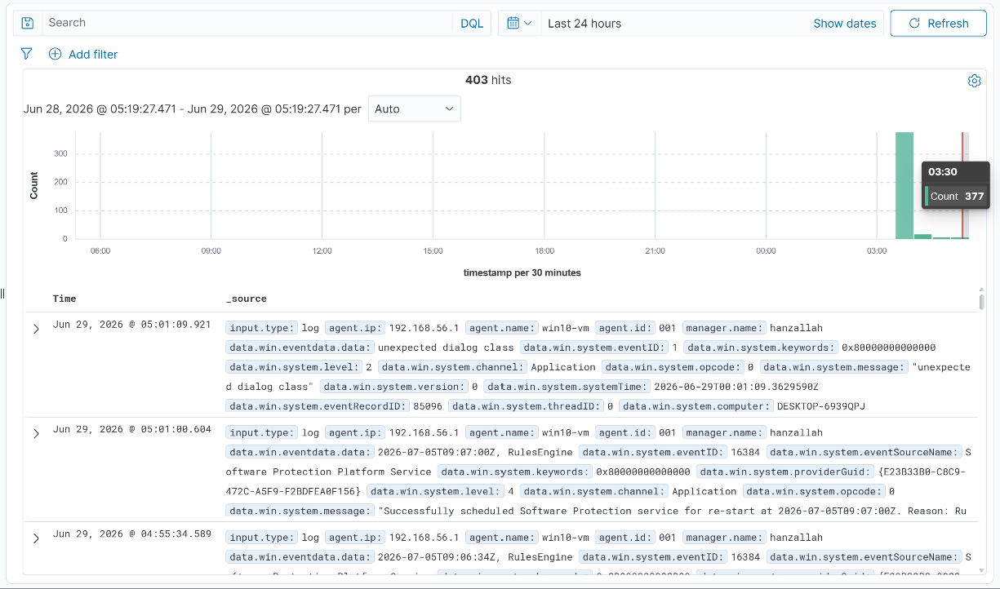 Search DQL Last 24 hours Show dates Refresh
Add filter
403 hits
Jun 28, 2026 @ 05:19:27.471 - Jun 29, 2026 @ 05:19:27.471 per Auto
Count
300
200
100
0
03:30
Count 377
06:00 09:00 12:00 15:00 18:00 21:00 00:00 03:00
timestamp per 30 minutes
Time _source
Jun 29, 2026 @ 05:01:09.921 input.type: log agent.ip: 192.168.56.1 agent.name: win10-vm agent.id: 001 manager.name: hanzallah
data.win.eventdata.data: unexpected dialog class data.win.system.eventID: 1 data.win.system.keywords: 0x80000000000000
data.win.system.level: 2 data.win.system.channel: Application data.win.system.opcode: 0 data.win.system.message: "unexpecte
d dialog class" data.win.system.version: 0 data.win.system.systemTime: 2026-06-29T00:01:09.3629590Z
data.win.system.eventRecordID: 85096 data.win.system.threadID: 0 data.win.system.computer: DESKTOP-6939QPJ
Jun 29, 2026 @ 05:01:00.604 input.type: log agent.ip: 192.168.56.1 agent.name: win10-vm agent.id: 001 manager.name: hanzallah
data.win.eventdata.data: 2026-07-05T09:07:00Z, RulesEngine data.win.system.eventID: 16384 data.win.system.eventSourceName: S
oftware Protection Platform Service data.win.system.keywords: 0x80000000000000 data.win.system.providerGuid: {E23B33B0-C8C9-
472C-A5F9-F2BDFEA0F156} data.win.system.level: 4 data.win.system.channel: Application data.win.system.opcode: 0
data.win.system.message: "Successfully scheduled Software Protection service for re-start at 2026-07-05T09:07:00Z. Reason: Ru
Jun 29, 2026 @ 04:55:34.589 input.type: log agent.ip: 192.168.56.1 agent.name: win10-vm agent.id: 001 manager.name: hanzallah
data.win.eventdata.data: 2026-07-05T09:06:34Z, RulesEngine data.win.system.eventID: 16384 data.win.system.eventSourceName: S